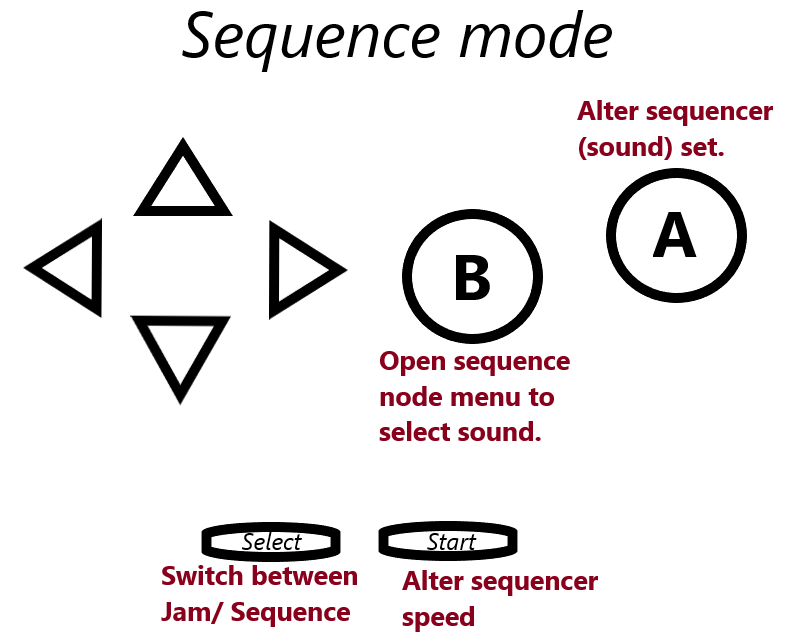 Sequence mode
Alter sequencer
(sound) set.
A
B
Open sequence
node menu to
select sound.
Select
Start
Switch between
Jam/ Sequence
Alter sequencer
speed